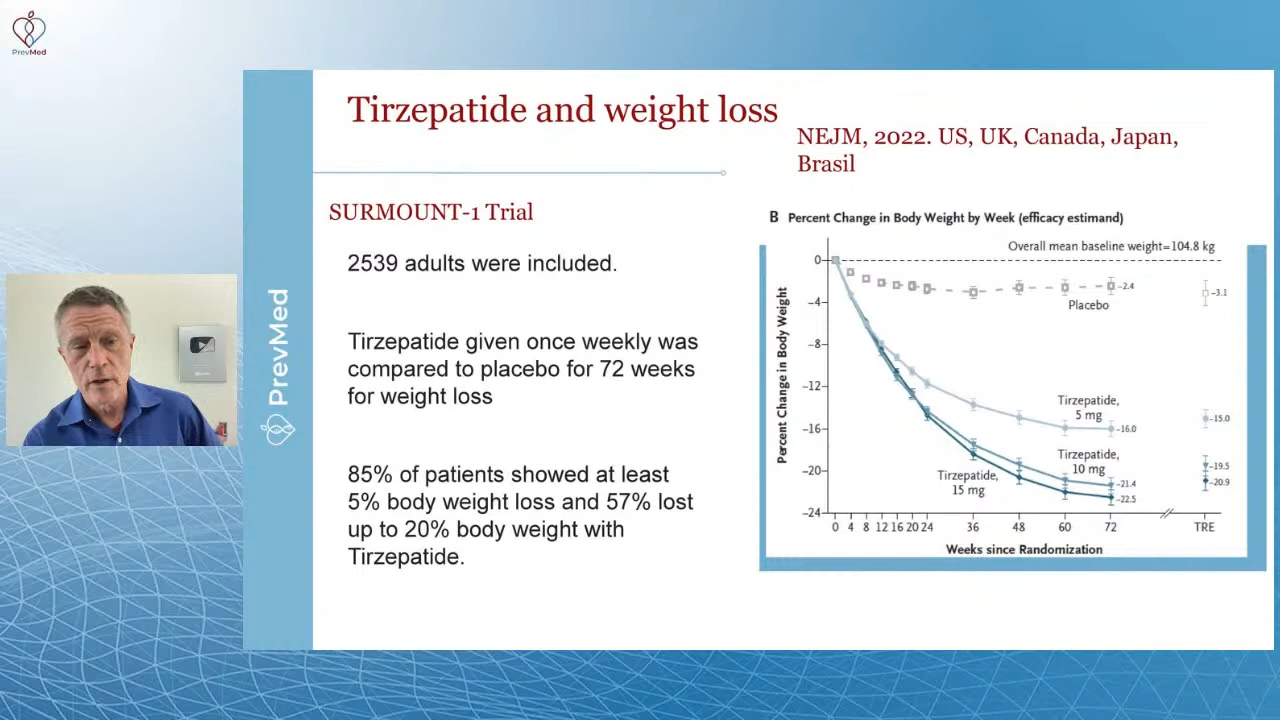 PrevMed
Tirzepatide and weight loss
NEJM, 2022. US, UK, Canada, Japan,
Brasil
SURMOUNT-1 Trial
2539 adults were included.
Tirzepatide given once weekly was
compared to placebo for 72 weeks
for weight loss
85% of patients showed at least
5% body weight loss and 57% lost
up to 20% body weight with
Tirzepatide.
PrevMed
B Percent Change in Body Weight by Week (efficacy estimand)
Overall mean baseline weight=104.8 kg
Percent Change in Body Weight
0
-4
-8
-12
-16
-20
-24
-2.4
-3.1
Placebo
Tirzepatide,
5 mg
-16.0
-15.0
Tirzepatide,
10 mg
-21.4
-19.5
Tirzepatide,
15 mg
-22.5
-20.9
0 4 8 12 16 20 24 36 48 60 72 TRE
Weeks since Randomization